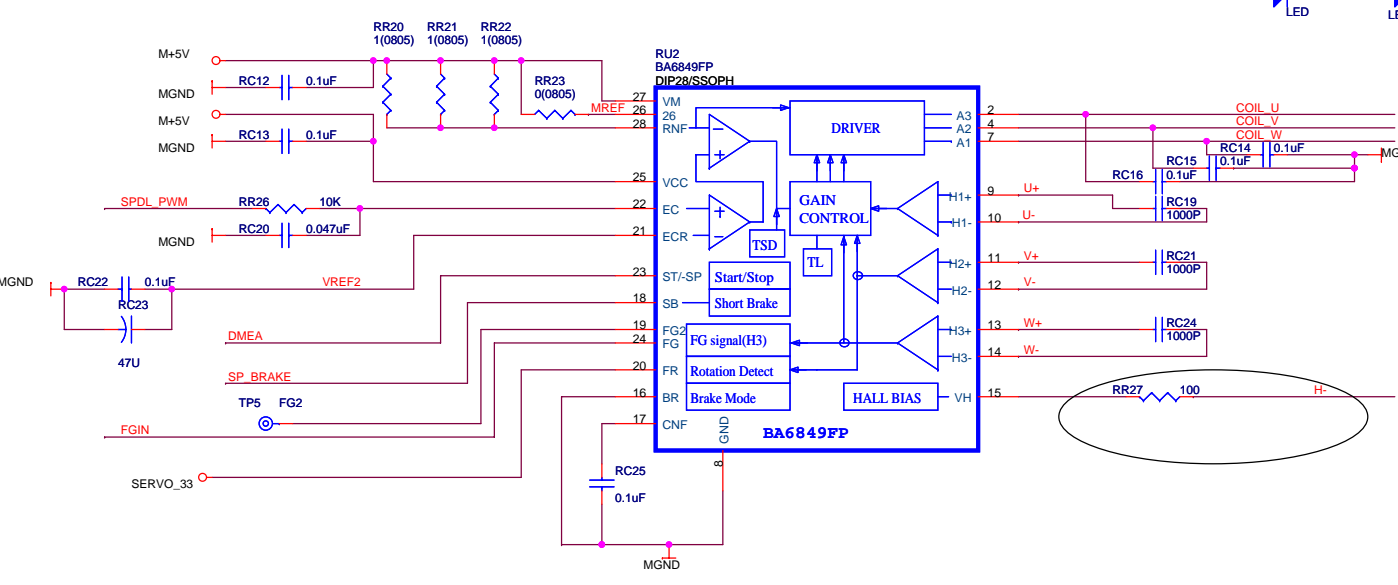 LED
LE
RR20
1(0805)
RR21
1(0805)
RR22
1(0805)
M+5V
RC12
0.1uF
MGND
M+5V
RC13
0.1uF
MGND
RR23
0(0805)
MREF
RU2
BA6849FP
DIP28/SSOPH
27
26
28
25
22
21
23
18
19
24
20
16
17
VM
26
RNF
VCC
EC
ECR
ST/-SP
SB
FG2
FG
FR
BR
CNF
GND
8
DRIVER
GAIN
CONTROL
TSD
TL
Start/Stop
Short Brake
FG signal(H3)
Rotation Detect
Brake Mode
HALL BIAS
BA6849FP
A3
A2
A1
H1+
H1-
H2+
H2-
H3+
H3-
VH
2
4
7
9
10
11
12
13
14
15
COIL_U
COIL_V
COIL_W
RC14
0.1uF
MG
RC15
0.1uF
RC16
0.1uF
U+
RC19
1000P
U-
V+
RC21
1000P
V-
W+
RC24
1000P
W-
RR27
100
H-
SPDL_PWM
RR26
10K
MGND
RC20
0.047uF
MGND
RC22
0.1uF
VREF2
RC23
47U
DMEA
SP_BRAKE
TP5
FG2
FGIN
SERVO_33
RC25
0.1uF
MGND